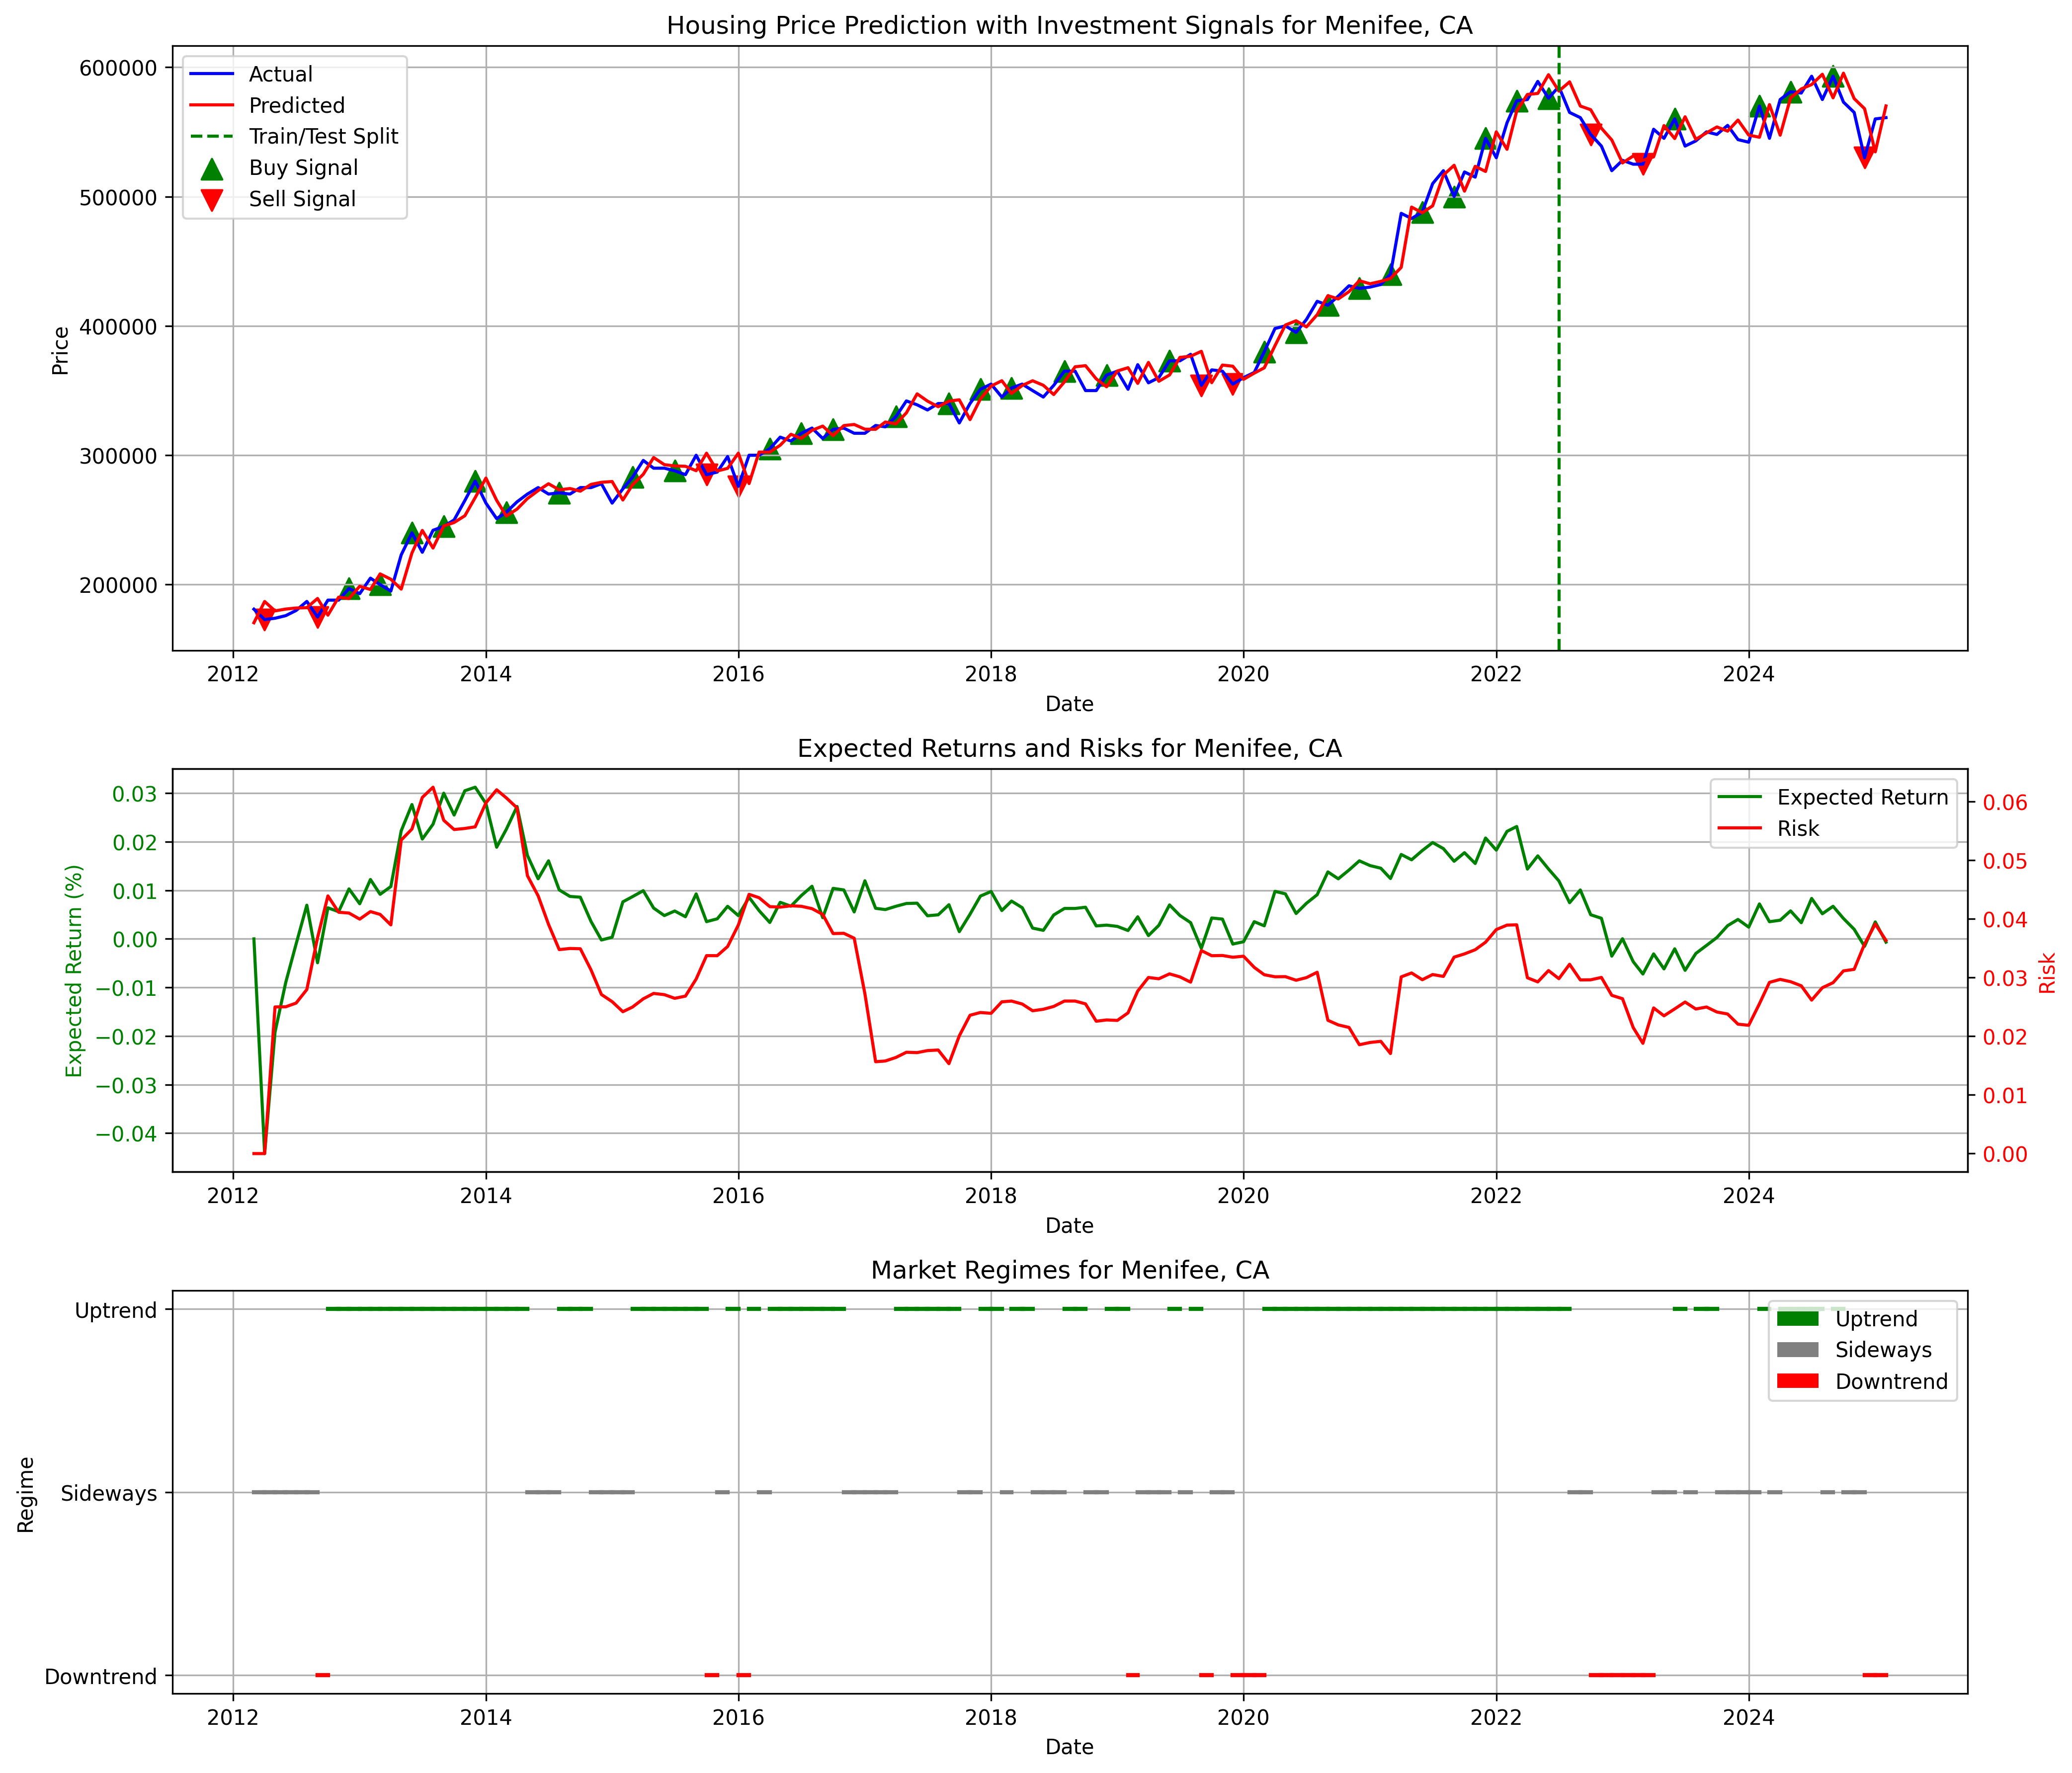 Housing Price Prediction with Investment Signals for Menifee, CA
Actual
Predicted
Train/Test Split
Buy Signal
Sell Signal
Price
600000
500000
400000
300000
200000
2012 2014 2016 2018 2020 2022 2024
Date
Expected Returns and Risks for Menifee, CA
Expected Return
Risk
Expected Return (%)
0.03
0.02
0.01
0.00
−0.01
−0.02
−0.03
−0.04
0.06
0.05
0.04
0.03
0.02
0.01
0.00
Risk
2012 2014 2016 2018 2020 2022 2024
Date
Market Regimes for Menifee, CA
Uptrend
Sideways
Downtrend
Regime
Uptrend
Sideways
Downtrend
2012 2014 2016 2018 2020 2022 2024
Date